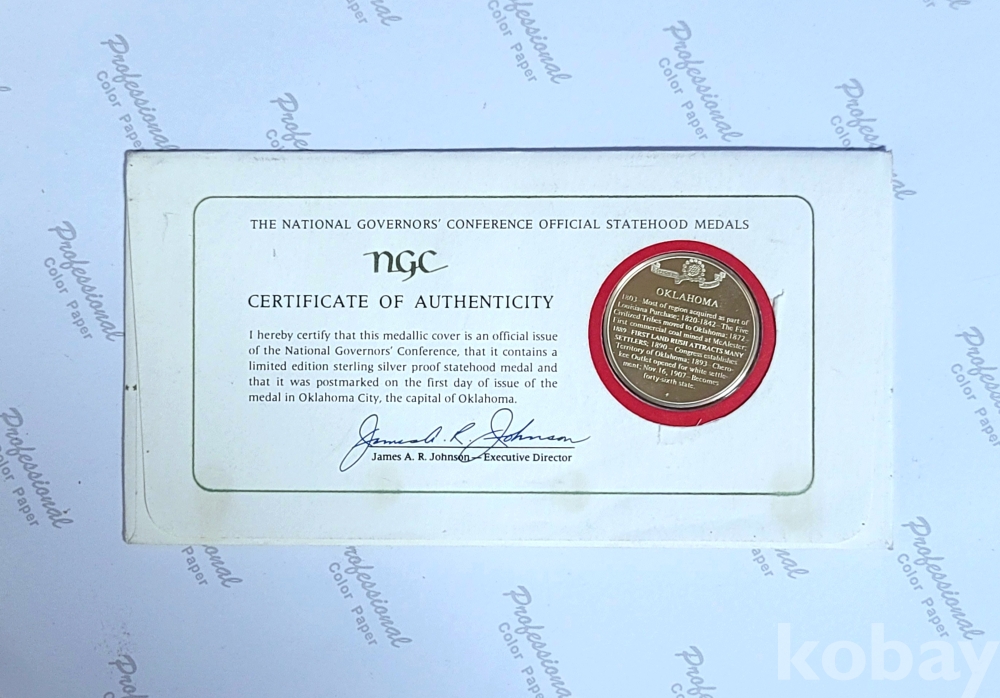 Professional
Color Paper
THE NATIONAL GOVERNORS' CONFERENCE OFFICIAL STATEHOOD MEDALS
NGC
CERTIFICATE OF AUTHENTICITY
I hereby certify that this medallic cover is an official issue
of the National Governors' Conference, that it contains a
limited edition sterling silver proof statehood medal and
that it was postmarked on the first day of issue of the
medal in Oklahoma City, the capital of Oklahoma.
James A. R. Johnson
James A. R. Johnson—Executive Director
OKLAHOMA
1803–Most of region acquired as part of
Louisiana Purchase; 1820-1842–The Five
Civilized Tribes moved to Oklahoma; 1872–
First commercial coal mined at McAlester;
1889–FIRST LAND RUSH ATTRACTS MANY
SETTLERS; 1890–Congress establishes
Territory of Oklahoma; 1893–Chero-
kee Outlet opened for white settle-
ment; Nov. 16, 1907–Becomes
forty-sixth state.
kobay